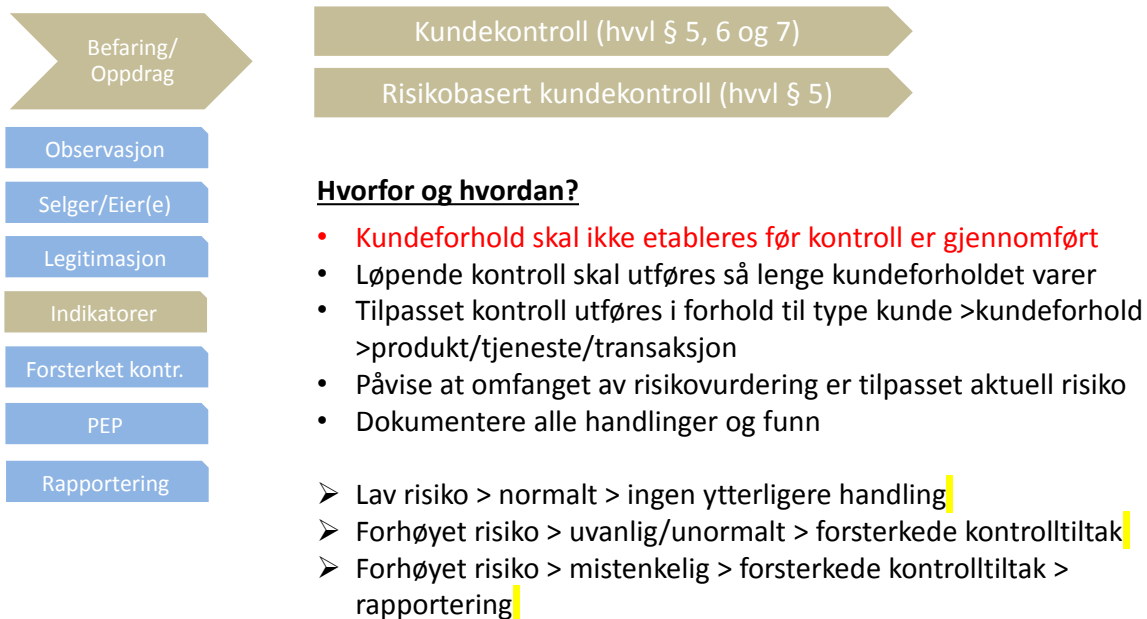 Befaring/
Oppdrag
Kundekontroll (hvvl § 5, 6 og 7)
Risikobasert kundekontroll (hvvl § 5)
Observasjon
Selger/Eier(e)
Legitimasjon
Indikatorer
Forsterket kontr.
PEP
Rapportering
Hvorfor og hvordan?
• Kundeforhold skal ikke etableres før kontroll er gjennomført
• Løpende kontroll skal utføres så lenge kundeforholdet varer
• Tilpasset kontroll utføres i forhold til type kunde >kundeforhold
>produkt/tjeneste/transaksjon
• Påvise at omfanget av risikovurdering er tilpasset aktuell risiko
• Dokumentere alle handlinger og funn
➢ Lav risiko > normalt > ingen ytterligere handling
➢ Forhøyet risiko > uvanlig/unormalt > forsterkede kontrolltiltak
➢ Forhøyet risiko > mistenkelig > forsterkede kontrolltiltak >
rapportering